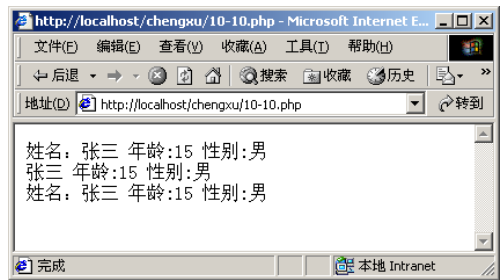 http://localhost/chengxu/10-10.php - Microsoft Internet E...
文件(F) 编辑(E) 查看(V) 收藏(A) 工具(T) 帮助(H)
后退 搜索 收藏 历史 »
地址(D) http://localhost/chengxu/10-10.php 转到
姓名：张三 年龄:15 性别:男
张三 年龄:15 性别:男
姓名：张三 年龄:15 性别:男
完成 本地 Intranet